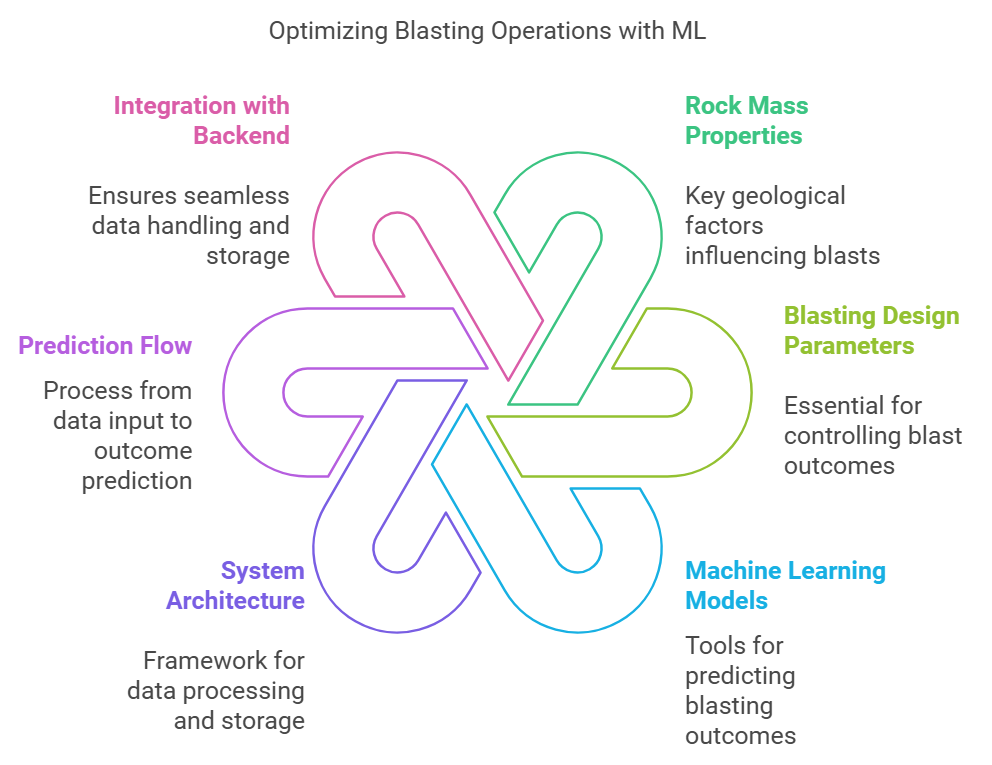 Optimizing Blasting Operations with ML
Integration with
Backend
Ensures seamless
data handling and
storage
Rock Mass
Properties
Key geological
factors
influencing blasts
Prediction Flow
Process from
data input to
outcome
prediction
Blasting Design
Parameters
Essential for
controlling blast
outcomes
System
Architecture
Framework for
data processing
and storage
Machine Learning
Models
Tools for
predicting
blasting
outcomes